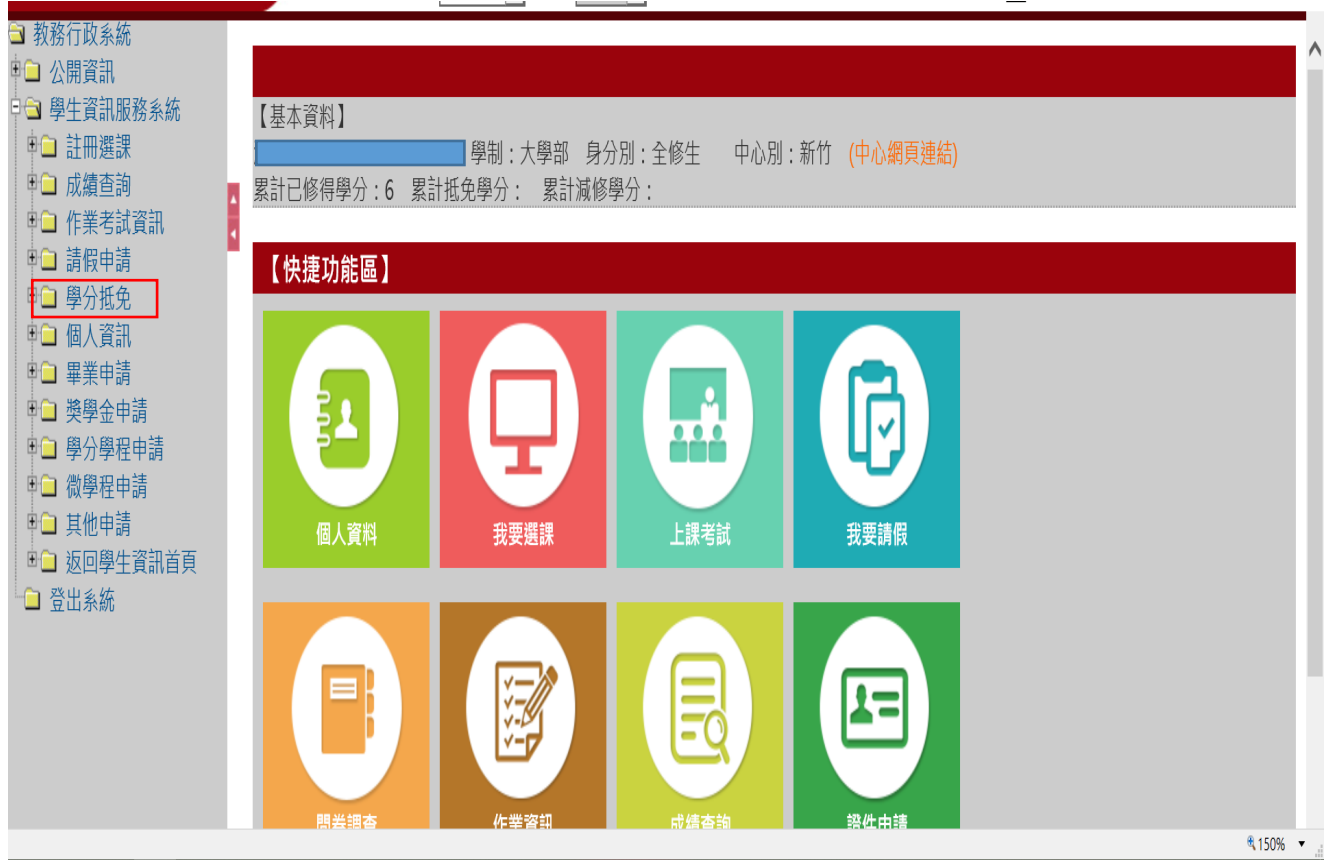 教務行政系統
公開資訊
學生資訊服務系統
註冊選課
成績查詢
作業考試資訊
請假申請
學分抵免
個人資訊
畢業申請
獎學金申請
學分學程申請
微學程申請
其他申請
返回學生資訊首頁
登出系統
【基本資料】
學制：大學部 身分別：全修生 中心別：新竹 (中心網頁連結)
累計已修得學分：6 累計抵免學分： 累計減修學分：
【快捷功能區】
個人資料 我要選課 上課考試 我要請假
問卷調查 作業資訊 成績查詢 證件申請
150%